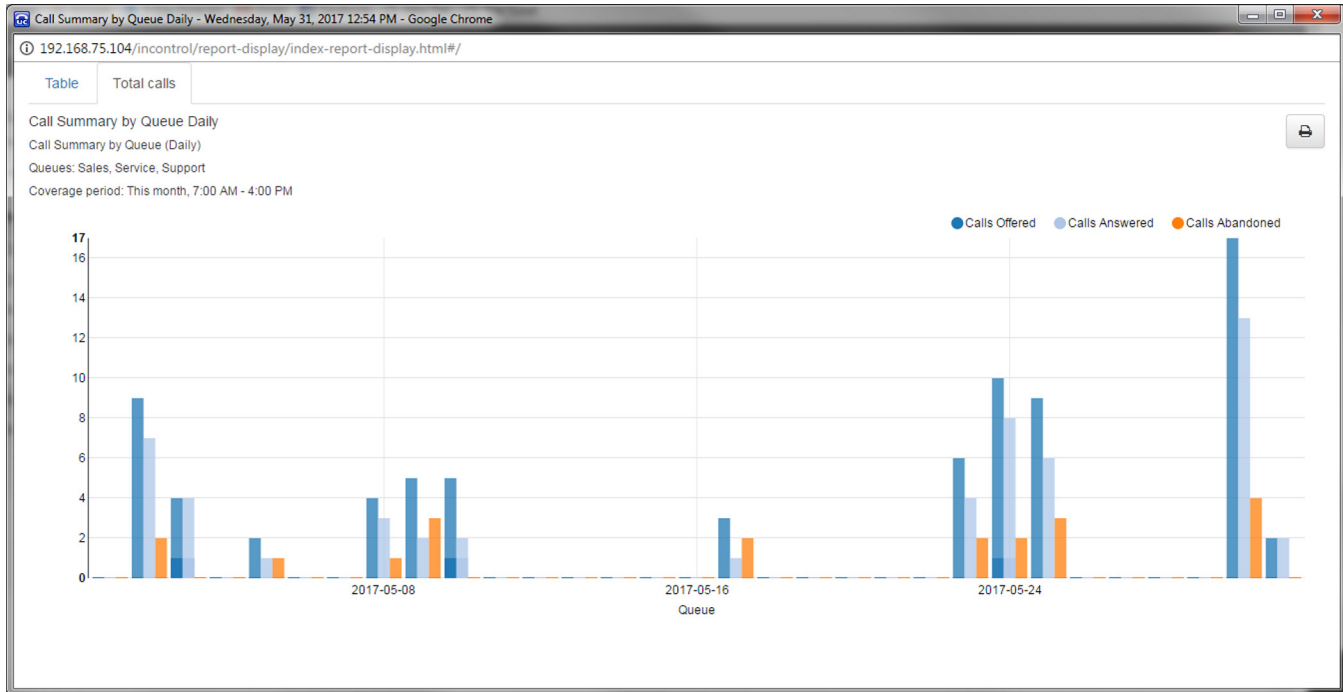 Call Summary by Queue Daily - Wednesday, May 31, 2017 12:54 PM - Google Chrome
192.168.75.104/incontrol/report-display/index-report-display.html#/
Table Total calls
Call Summary by Queue Daily
Call Summary by Queue (Daily)
Queues: Sales, Service, Support
Coverage period: This month, 7:00 AM - 4:00 PM
Calls Offered Calls Answered Calls Abandoned
17
16
14
12
10
8
6
4
2
0
2017-05-08 2017-05-16 2017-05-24
Queue